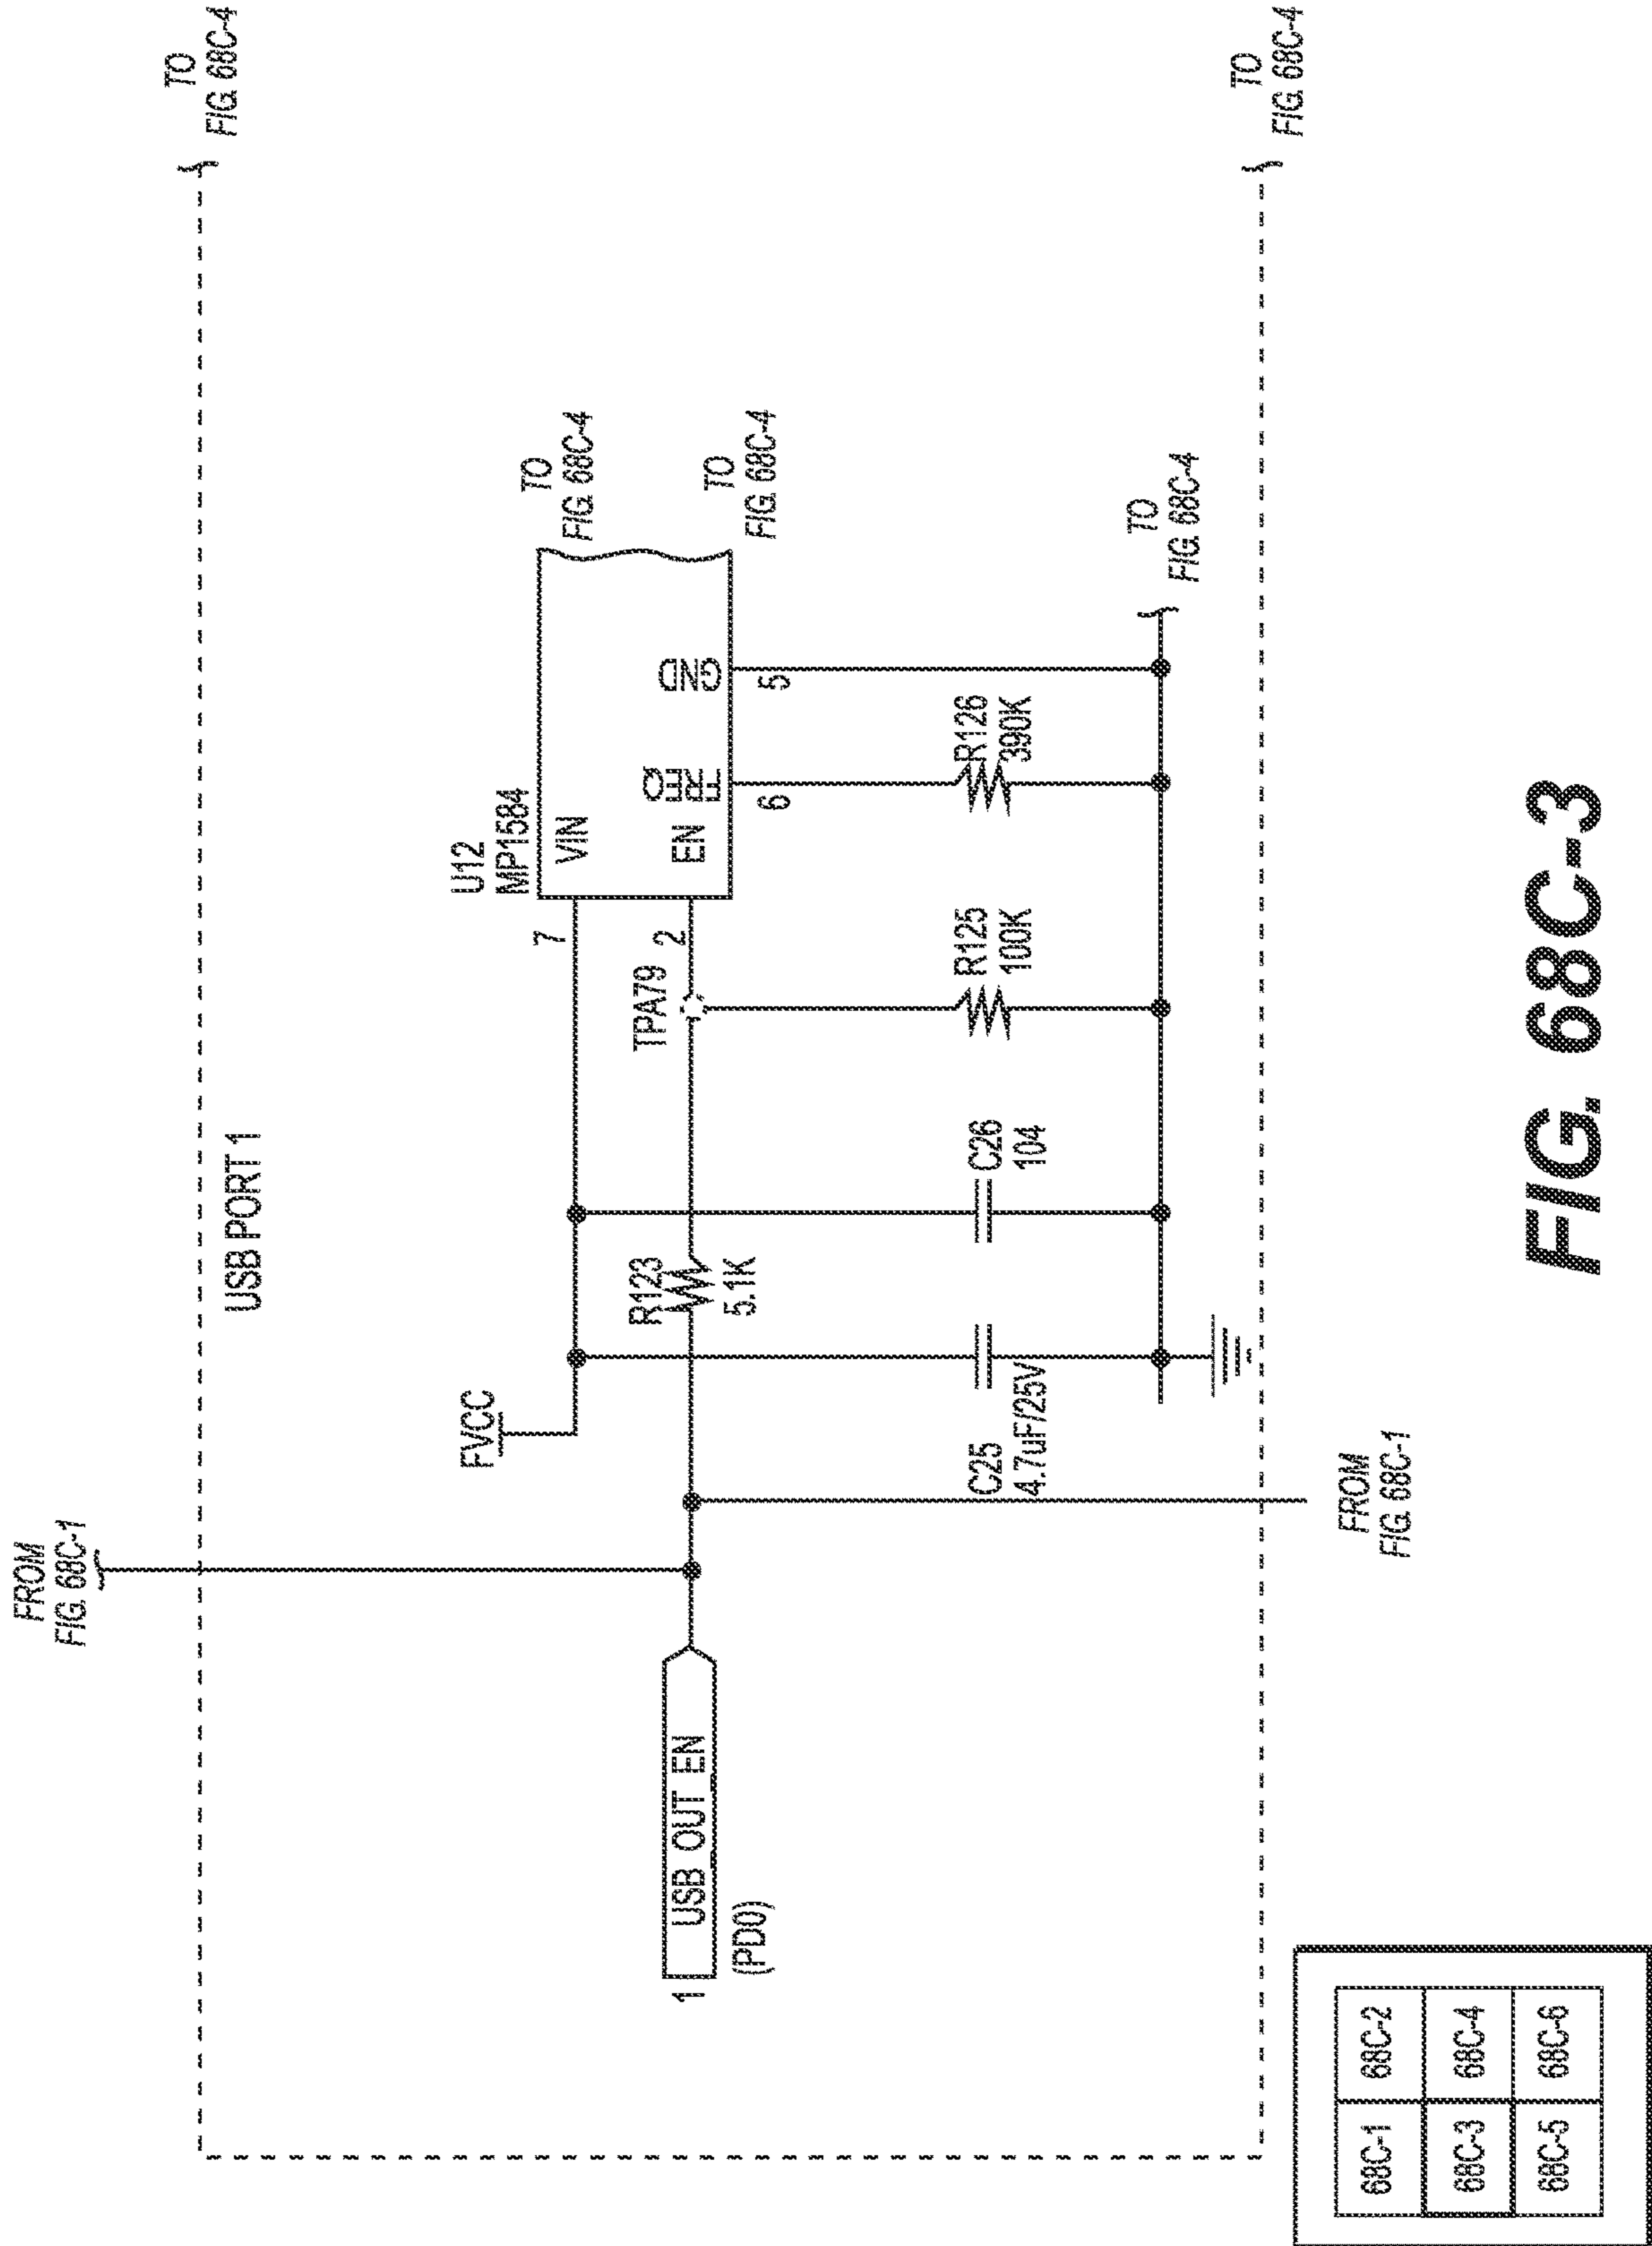 FROM
FIG. 68C-1
TO
FIG. 68C-4
USB PORT 1
FVCC
U12
MP1584
7
VIN
TO
FIG. 68C-4
R123
5.1K
TPA79
2
EN
FREQ
GND
6
5
TO
FIG. 68C-4
1
USB OUT EN
(PD0)
C25
4.7uF/25V
C26
104
R125
100K
R126
390K
TO
FIG. 68C-4
FROM
FIG. 68C-1
TO
FIG. 68C-4
68C-1 68C-2
68C-3 68C-4
68C-5 68C-6
FIG. 68C-3